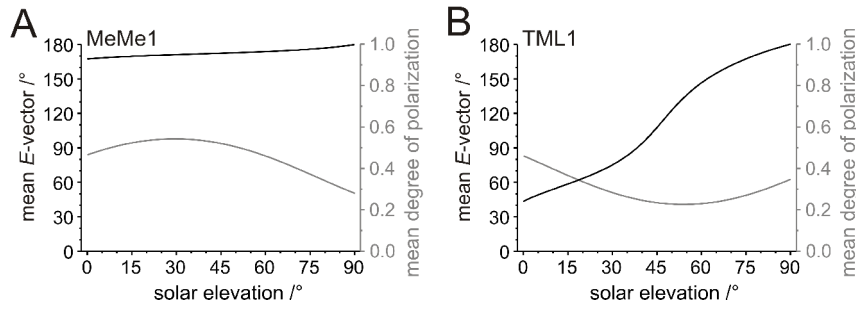 A
MeMe1
180
150
120
90
60
30
0
mean E-vector /°
1.0
0.8
0.6
0.4
0.2
0.0
mean degree of polarization
0 15 30 45 60 75 90
solar elevation /°
B
TML1
180
150
120
90
60
30
0
mean E-vector /°
1.0
0.8
0.6
0.4
0.2
0.0
mean degree of polarization
0 15 30 45 60 75 90
solar elevation /°